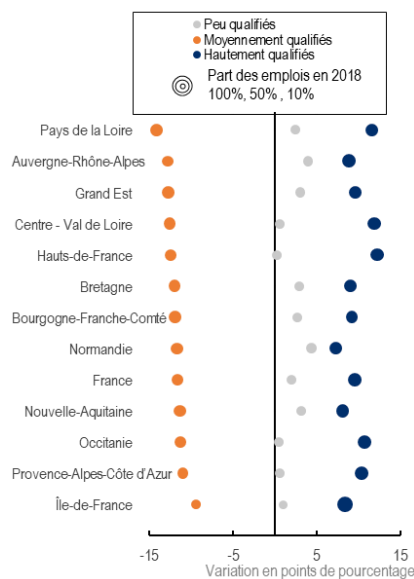 Peu qualifiés
Moyennement qualifiés
Hautement qualifiés
Part des emplois en 2018
100%, 50% , 10%
Pays de la Loire
Auvergne-Rhône-Alpes
Grand Est
Centre - Val de Loire
Hauts-de-France
Bretagne
Bourgogne-Franche-Comté
Normandie
France
Nouvelle-Aquitaine
Occitanie
Provence-Alpes-Côte d'Azur
Île-de-France
-15 -5 5 15
Variation en points de pourcentage